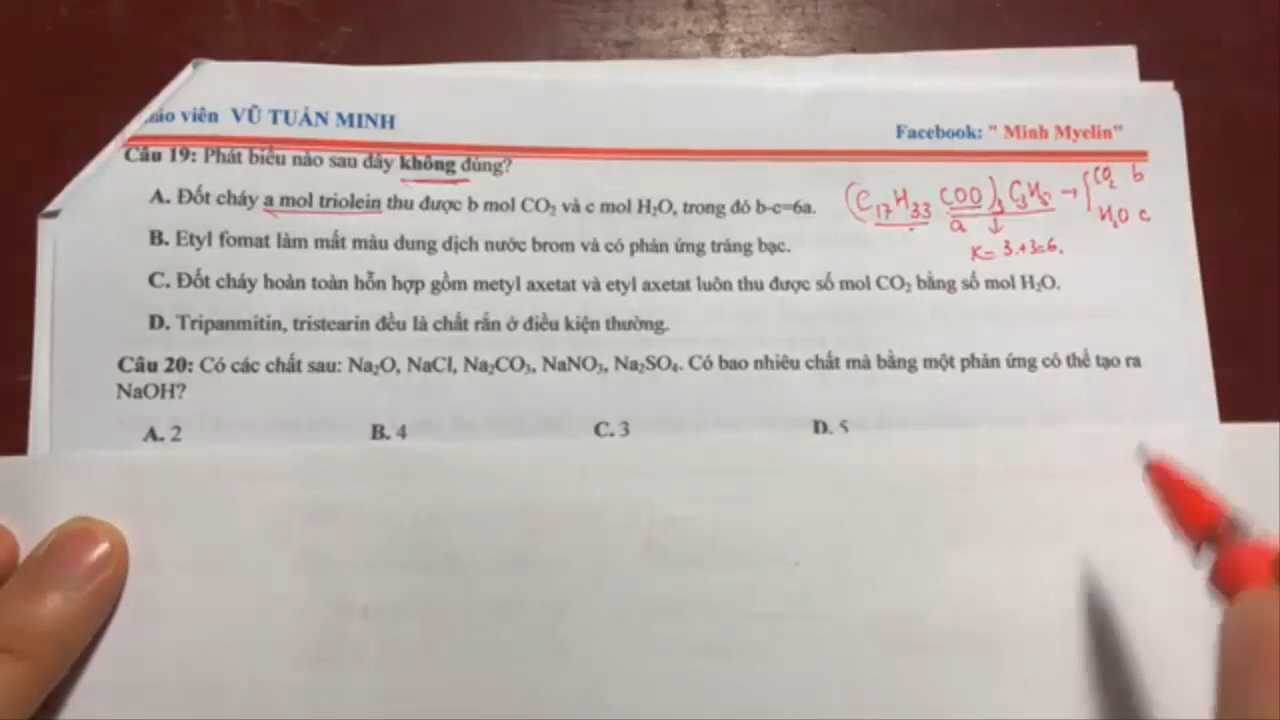 áo viên VŨ TUẤN MINH
Facebook: " Minh Myelin"
Câu 19: Phát biểu nào sau đây không đúng?
A. Đốt cháy a mol triolein thu được b mol CO₂ và c mol H₂O, trong đó b-c=6a.
(C₁₇H₃₃COO)₃C₃H₅ → { CO₂ b
H₂O c
a ↓
K= 3.+3=6.
B. Etyl fomat làm mất màu dung dịch nước brom và có phản ứng tráng bạc.
C. Đốt cháy hoàn toàn hỗn hợp gồm metyl axetat và etyl axetat luôn thu được số mol CO₂ bằng số mol H₂O.
D. Tripanmitin, tristearin đều là chất rắn ở điều kiện thường.
Câu 20: Có các chất sau: Na₂O, NaCl, Na₂CO₃, NaNO₃, Na₂SO₄. Có bao nhiêu chất mà bằng một phản ứng có thể tạo ra
NaOH?
A. 2 B. 4 C. 3 D. 5